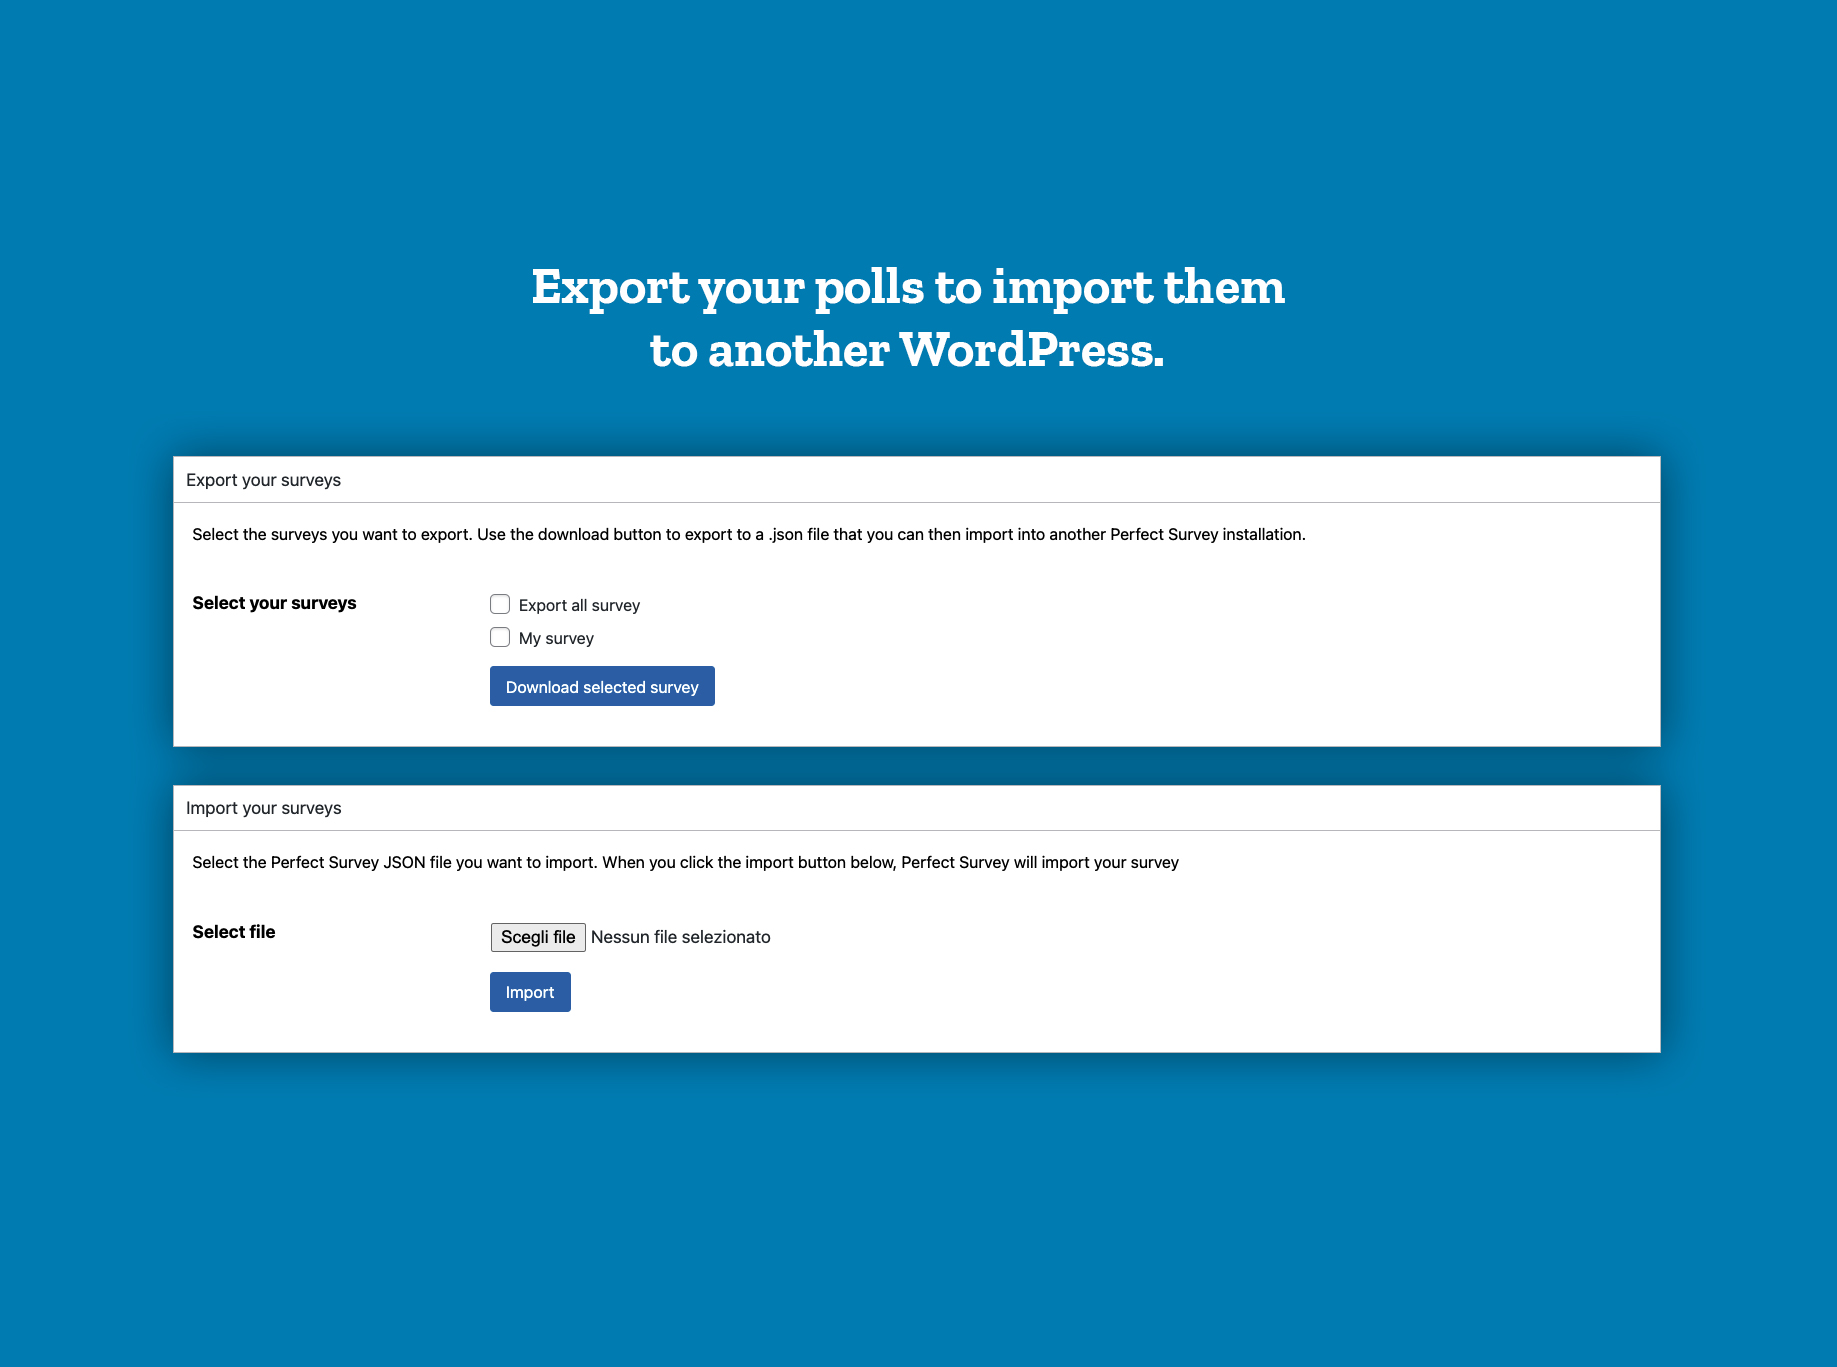 Export your polls to import them
to another WordPress.
Export your surveys
Select the surveys you want to export. Use the download button to export to a .json file that you can then import into another Perfect Survey installation.
Select your surveys
Export all survey
My survey
Download selected survey
Import your surveys
Select the Perfect Survey JSON file you want to import. When you click the import button below, Perfect Survey will import your survey
Select file
Scegli file Nessun file selezionato
Import